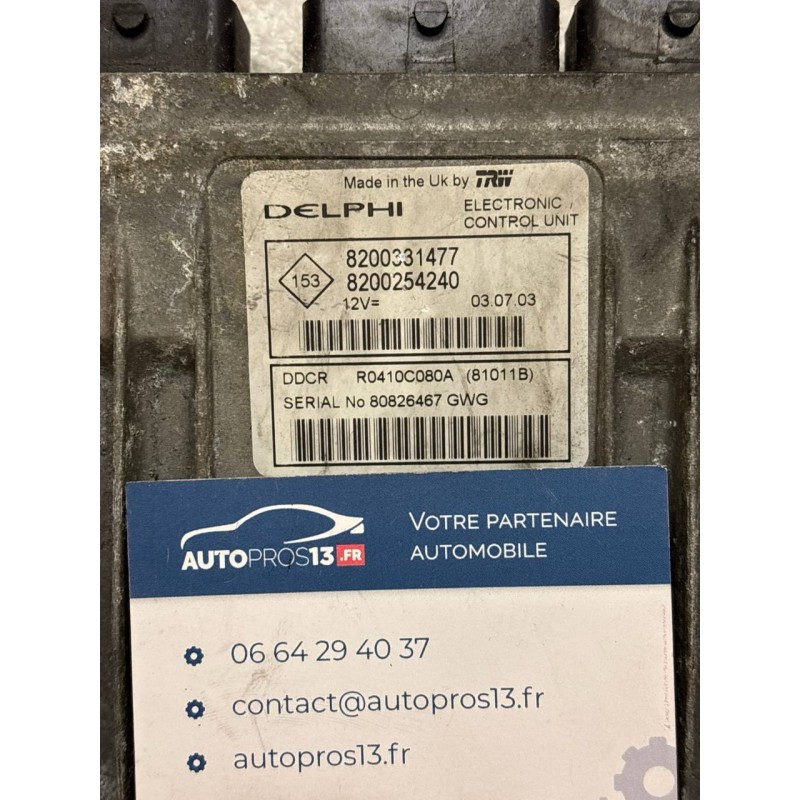 Made in the Uk by TRW
DELPHI
ELECTRONIC
CONTROL UNIT
153
8200331477
8200254240
12V=
03.07.03
DDCR R0410C080A (81011B)
SERIAL No 80826467 GWG
AUTOPROS13.FR
VOTRE PARTENAIRE
AUTOMOBILE
06 64 29 40 37
contact@autopros13.fr
autopros13.fr